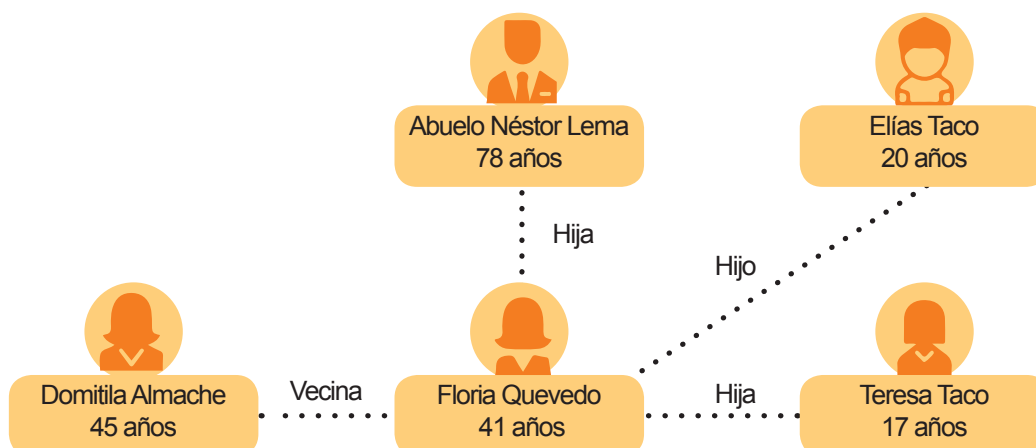 Abuelo Néstor Lema
78 años
Elías Taco
20 años
Hija
Hijo
Domitila Almache
45 años
Vecina
Floria Quevedo
41 años
Hija
Teresa Taco
17 años